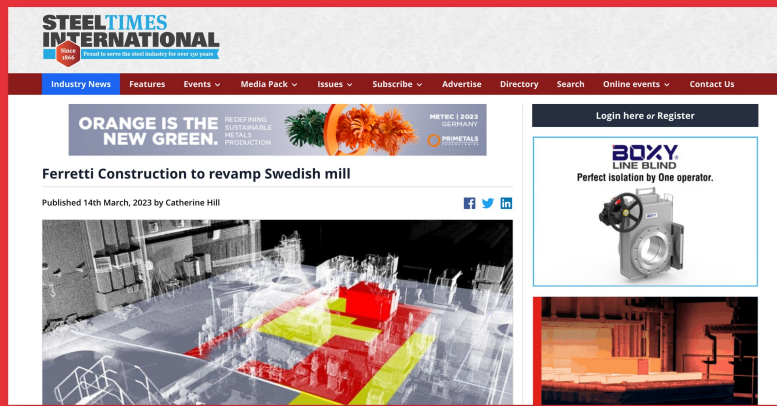 STEELTIMES
INTERNATIONAL
Since
1866
Proud to serve the steel industry for over 150 years
Industry News Features Events Media Pack Issues Subscribe Advertise Directory Search Online events Contact Us
ORANGE IS THE
NEW GREEN.
REDEFINING
SUSTAINABLE
METALS
PRODUCTION
METEC | 2023
GERMANY
PRIMETALS
TECHNOLOGIES
Login here or Register
Ferretti Construction to revamp Swedish mill
Published 14th March, 2023 by Catherine Hill
BOXY
LINE BLIND
Perfect isolation by One operator.
BOXY